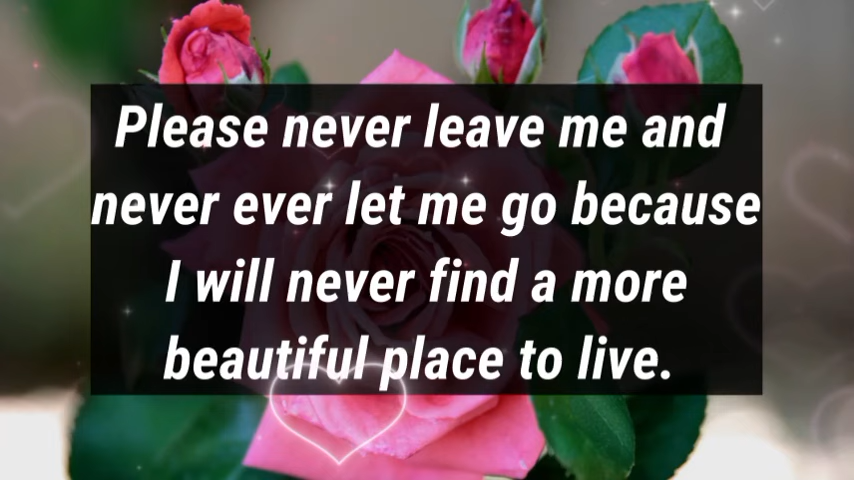 Please never leave me and
never ever let me go because
I will never find a more
beautiful place to live.